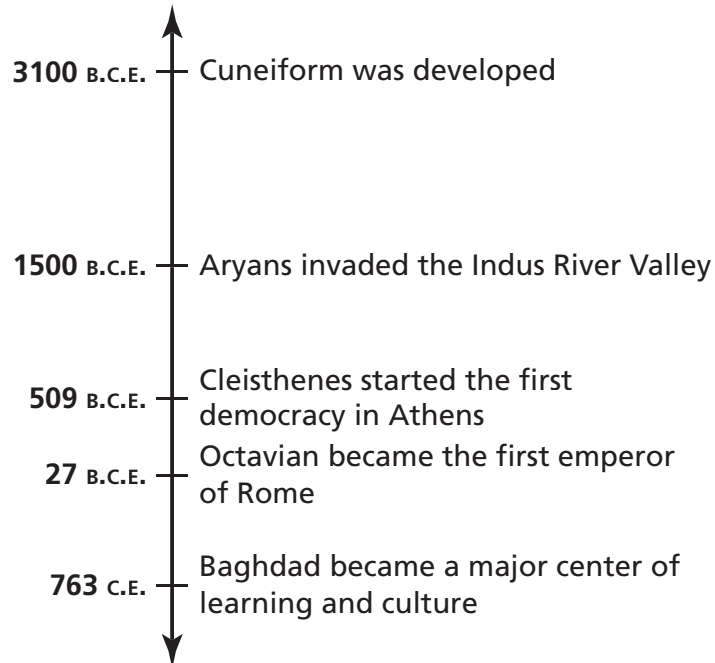 3100 B.C.E. Cuneiform was developed
1500 B.C.E. Aryans invaded the Indus River Valley
509 B.C.E. Cleisthenes started the first
democracy in Athens
27 B.C.E. Octavian became the first emperor
of Rome
763 C.E. Baghdad became a major center of
learning and culture